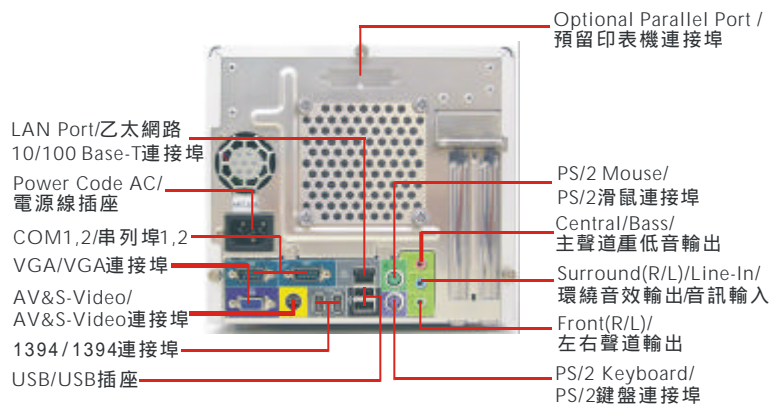 Optional Parallel Port /
預留印表機連接埠
LAN Port/乙太網路
10/100 Base-T連接埠
Power Code AC/
電源線插座
COM1,2/串列埠1,2
VGA/VGA連接埠
AV&S-Video/
AV&S-Video連接埠
1394/1394連接埠
USB/USB插座
PS/2 Mouse/
PS/2滑鼠連接埠
Central/Bass/
主聲道重低音輸出
Surround(R/L)/Line-In/
環繞音效輸出/音訊輸入
Front(R/L)/
左右聲道輸出
PS/2 Keyboard/
PS/2鍵盤連接埠